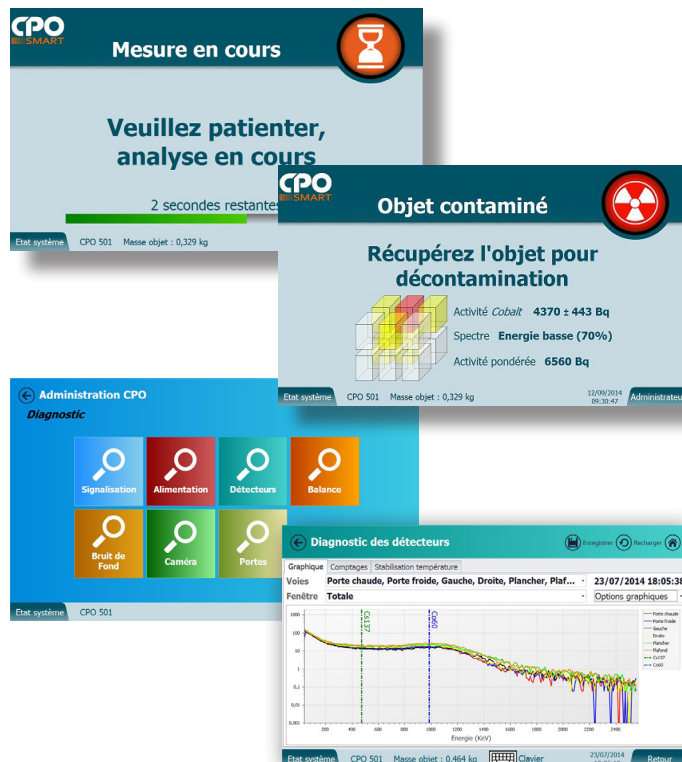 CPO
SMART
Mesure en cours
Veuillez patienter,
analyse en cours
2 secondes restantes
Etat système CPO 501 Masse objet : 0,329 kg
CPO
SMART
Objet contaminé
Récupérez l'objet pour
décontamination
Activité Cobalt 4370 ± 443 Bq
Spectre Energie basse (70%)
Activité pondérée 6560 Bq
Etat système CPO 501 Masse objet : 0,329 kg 12/09/2014 09:30:47 Administrateu
Administration CPO
Diagnostic
Signalisation Alimentation Détecteurs Balance
Bruit de
Fond Caméra Portes
Etat système CPO 501
Diagnostic des détecteurs Enregistrer Recharger
Graphique Comptages Stabilisation température
Voies Porte chaude, Porte froide, Gauche, Droite, Plancher, Plaf... 23/07/2014 18:05:38
Fenêtre Totale Options graphiques
1000
100
10
1
0,1
0,01
0,001
Cs137
Co60
Porte chaude
Porte froide
Gauche
Droite
Plancher
Plafond
Cs137
Co60
200 400 600 800 1000 1200 1400 1600 1800 2000 2200 2400
Energie (KeV)
Etat système CPO 501 Masse objet : 0,464 kg Clavier 23/07/2014 Retour